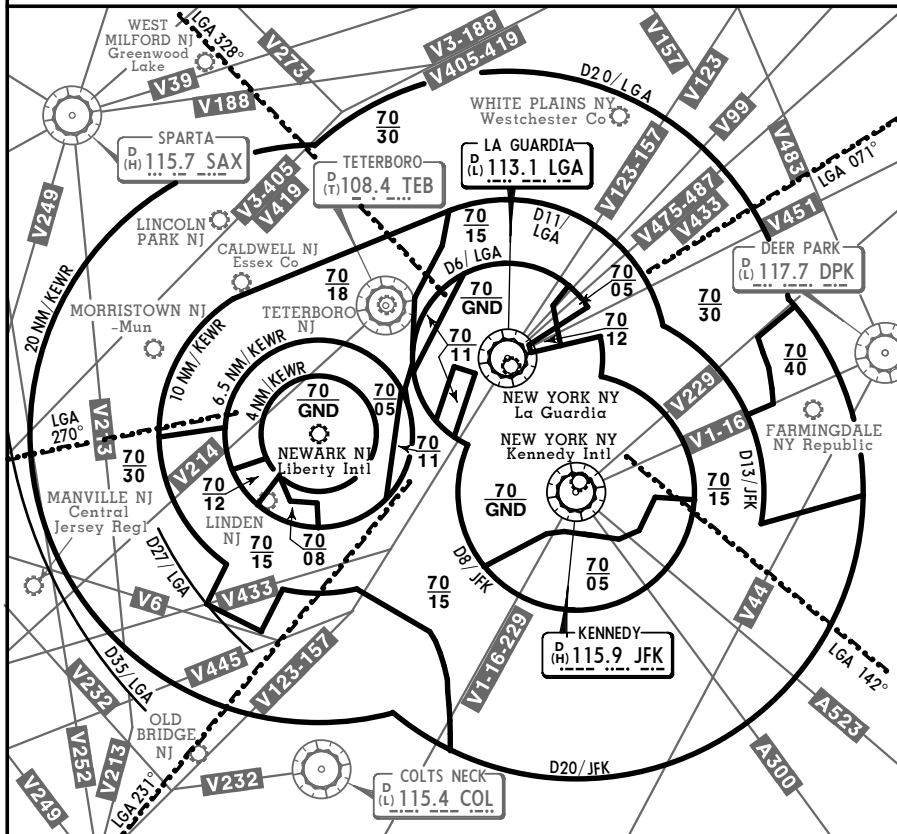 LGA 328°
WEST
MILFORD NJ
Greenwood
Lake
V273
V3-188
V405-419
V157
V123
D20/LGA
V39
V188
70
30
WHITE PLAINS NY
Westchester Co
V99
V483
SPARTA
D
(H) 115.7 SAX
TETERBORO
D
(T) 108.4 TEB
LA GUARDIA
D
(L) 113.1 LGA
V123-157
LGA 071°
V249
V3-405
V419
LINCOLN
PARK NJ
70
15
D11/
LGA
V475-487
V433
V451
CALDWELL NJ
Essex Co
D6/LGA
DEER PARK
D
(L) 117.7 DPK
70
18
70
GND
70
05
MORRISTOWN NJ
-Mun
TETERBORO
NJ
70
30
20 NM/KEWR
10 NM/KEWR
6.5 NM/KEWR
4 NM/KEWR
70
11
70
12
70
40
70
GND
70
05
NEW YORK NY
La Guardia
V229
LGA
270°
V213
NEWARK NJ
Liberty Intl
NEW YORK NY
Kennedy Intl
V1-16
FARMINGDALE
NY Republic
70
30
V214
70
11
D13/JFK
MANVILLE NJ
Central
Jersey Regl
70
12
LINDEN
NJ
70
GND
70
15
70
15
70
08
D27/LGA
D8/JFK
70
05
V6
V433
70
15
V44
KENNEDY
D
(H) 115.9 JFK
V445
V123-157
V1-16-229
LGA 142°
D35/LGA
V232
OLD
BRIDGE
NJ
A523
V252
V213
V249
LGA 231°
V232
COLTS NECK
D
(L) 115.4 COL
D20/JFK
A300